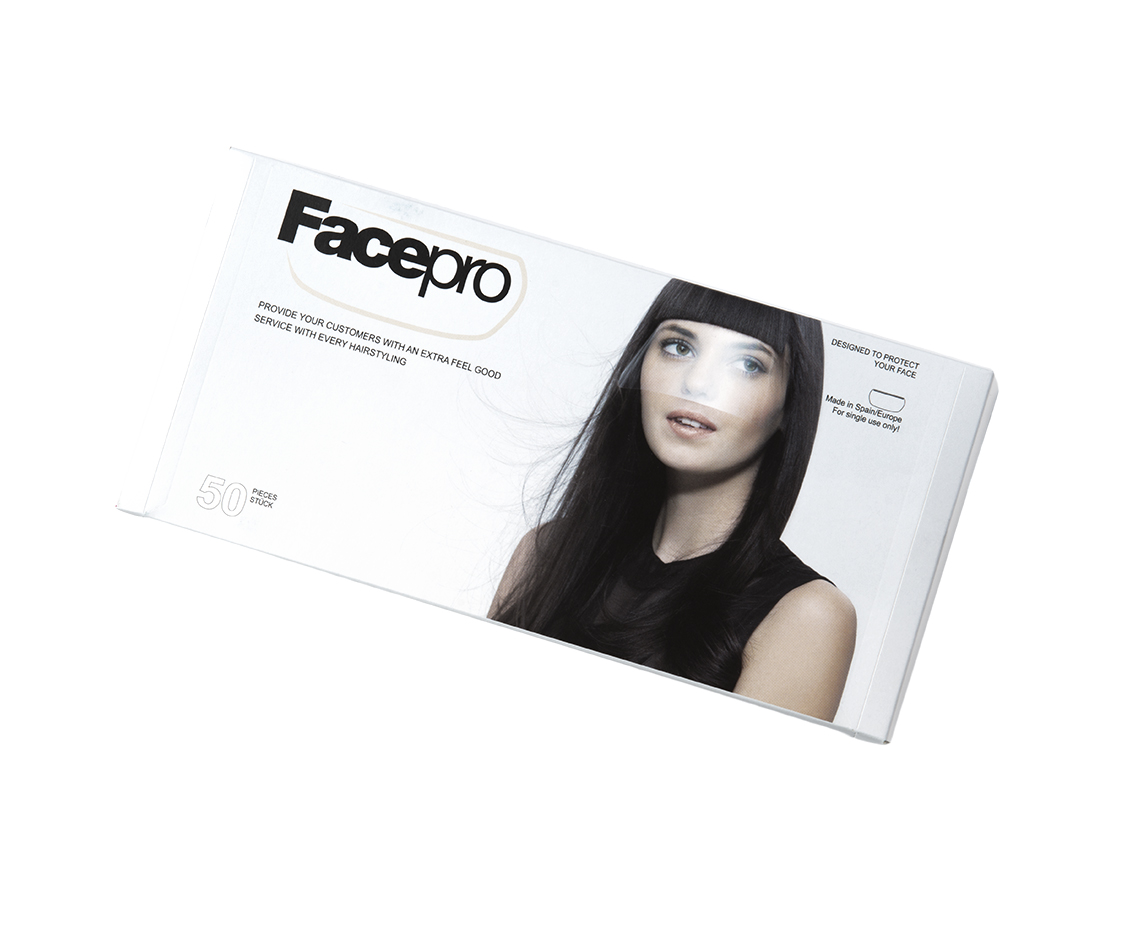 Facepro
PROVIDE YOUR CUSTOMERS WITH AN EXTRA FEEL GOOD
SERVICE WITH EVERY HAIRSTYLING
50 PIECES
STÜCK
DESIGNED TO PROTECT
YOUR FACE
Made in Spain/Europe
For single use only!